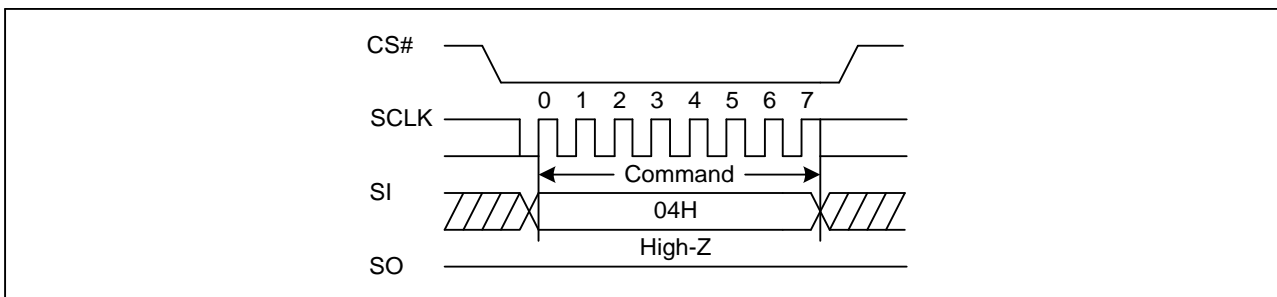 CS#
0 1 2 3 4 5 6 7
SCLK
Command
SI
04H
High-Z
SO